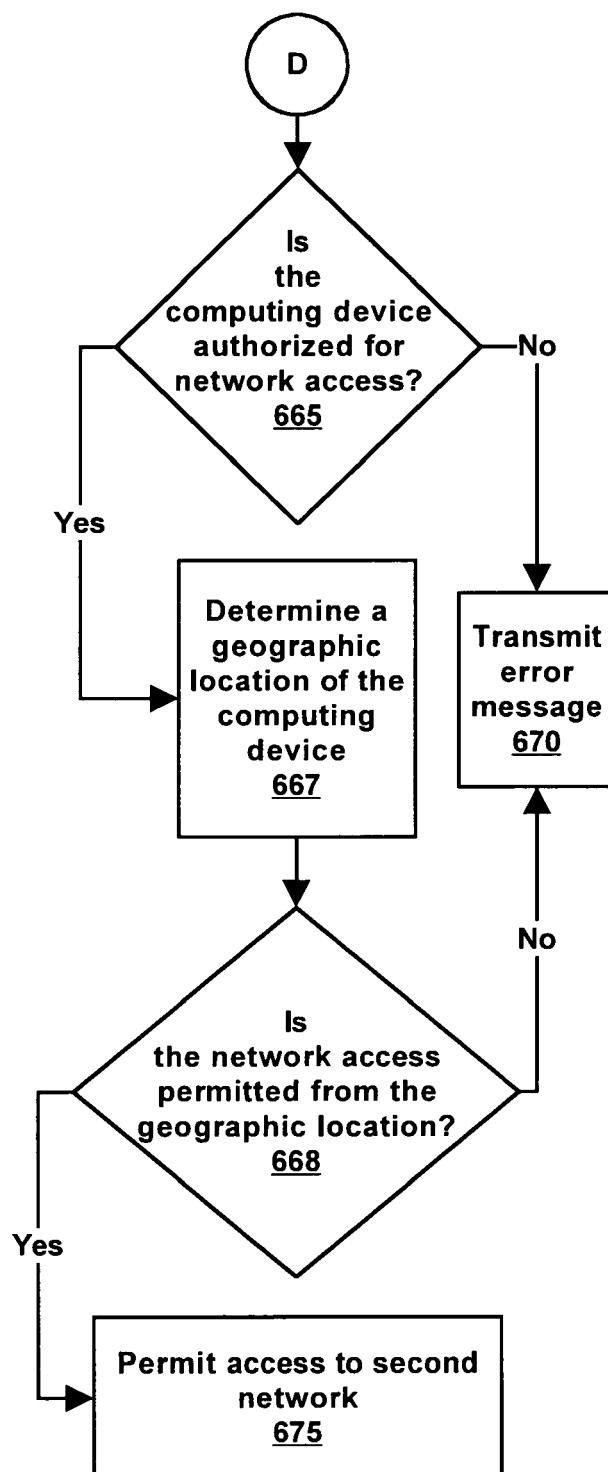 D
Is
the
computing device
authorized for
network access?
665
No
Yes
Determine a
geographic
location of the
computing
device
667
Transmit
error
message
670
No
Is
the network access
permitted from the
geographic location?
668
Yes
Permit access to second
network
675